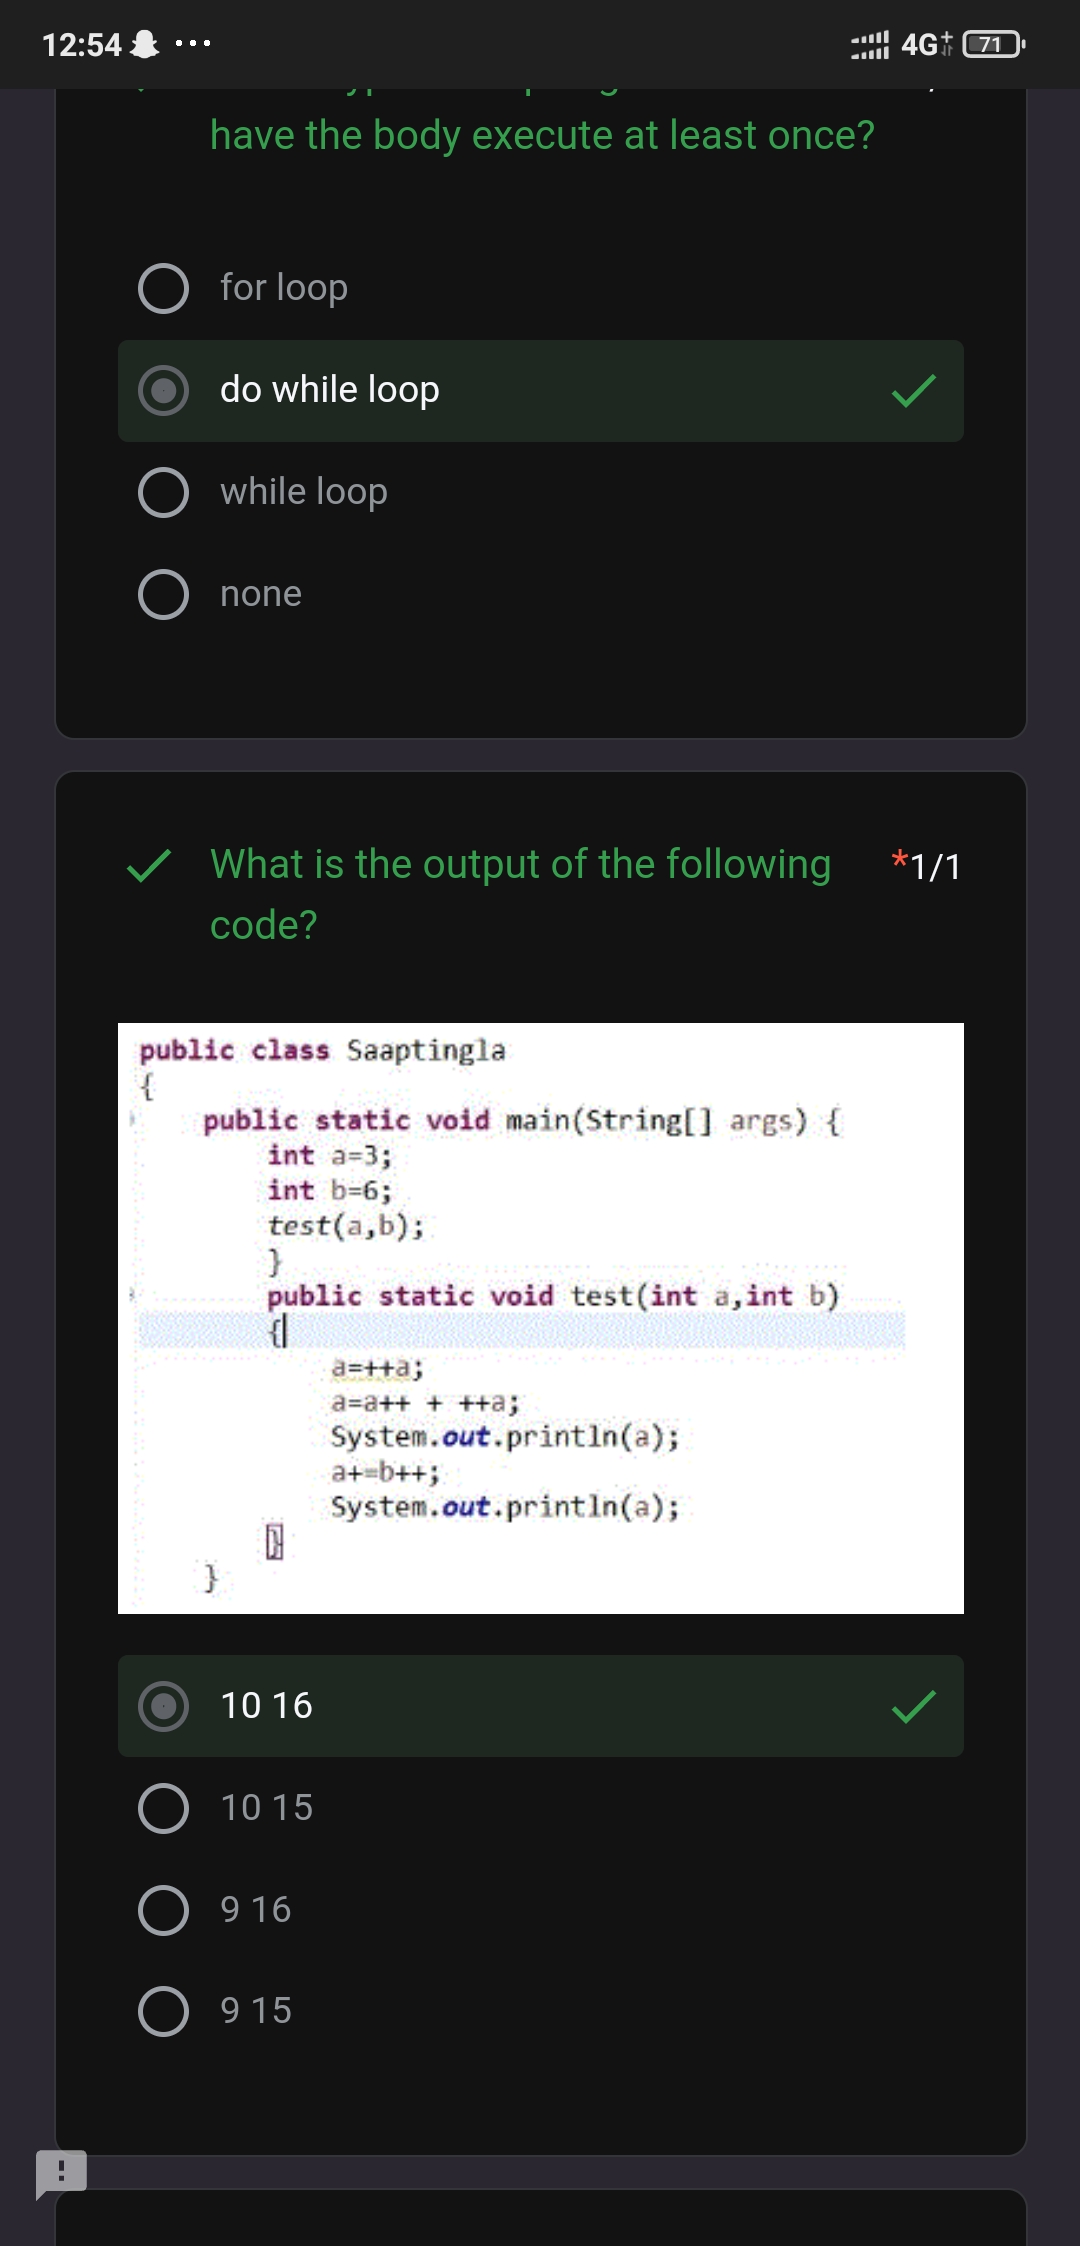 12:54
4G+
71
have the body execute at least once?
for loop
do while loop
while loop
none
What is the output of the following
*1/1
code?
public class Saaptingla
{
public static void main(String[] args) {
int a=3;
int b=6;
test(a,b);
}
public static void test(int a,int b)
{
a=++a;
a=a++ + ++a;
System.out.println(a);
a+=b++;
System.out.println(a);
}
}
10 16
10 15
9 16
9 15